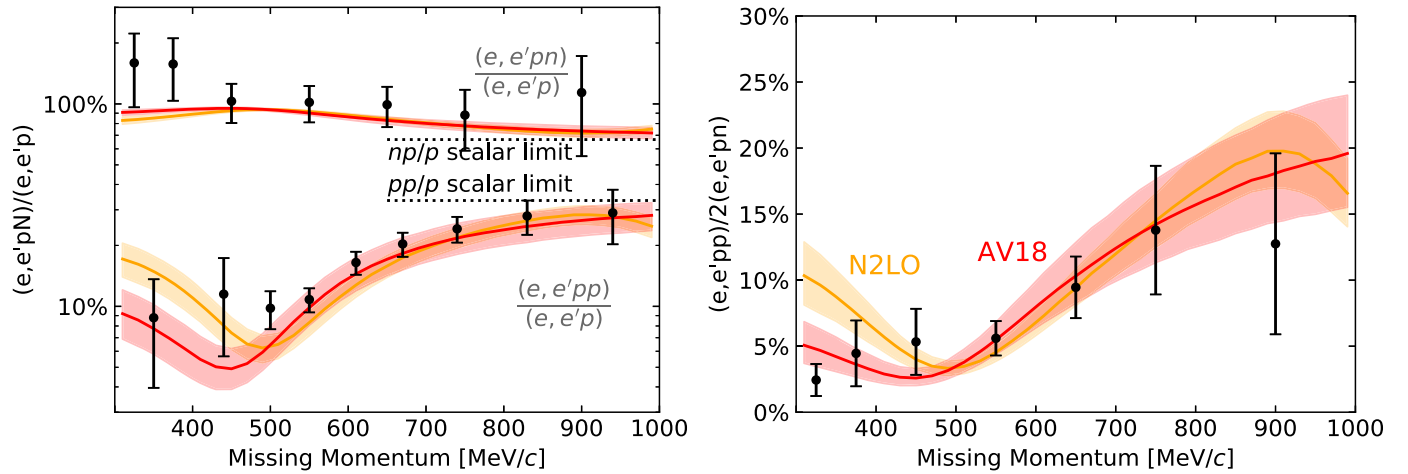 (e,e'pN)/(e,e'p)
100%
10%
(e, e'pn)
(e, e'p)
np/p scalar limit
pp/p scalar limit
(e, e'pp)
(e, e'p)
400 500 600 700 800 900 1000
Missing Momentum [MeV/c]
(e,e'pp)/2(e,e'pn)
30%
25%
20%
15%
10%
5%
0%
N2LO
AV18
400 500 600 700 800 900 1000
Missing Momentum [MeV/c]